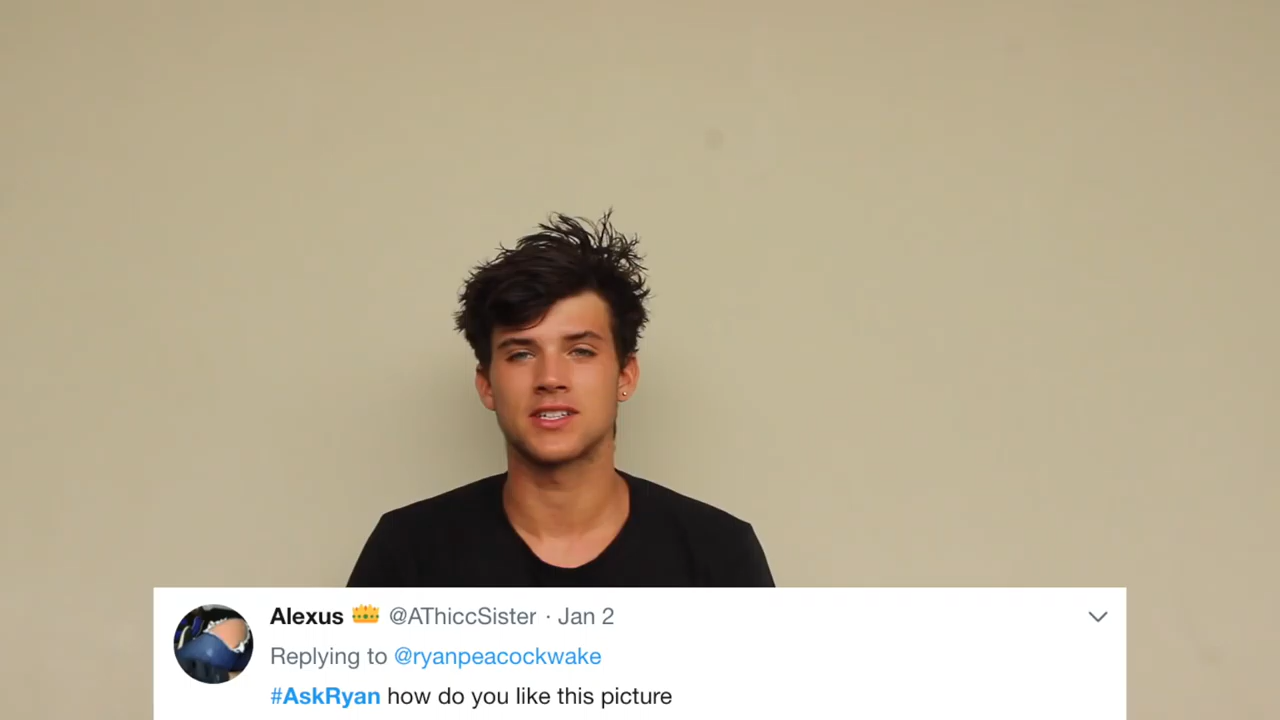 Alexus 👑 @AThiccSister · Jan 2
Replying to @ryanpeacockwake
#AskRyan how do you like this picture